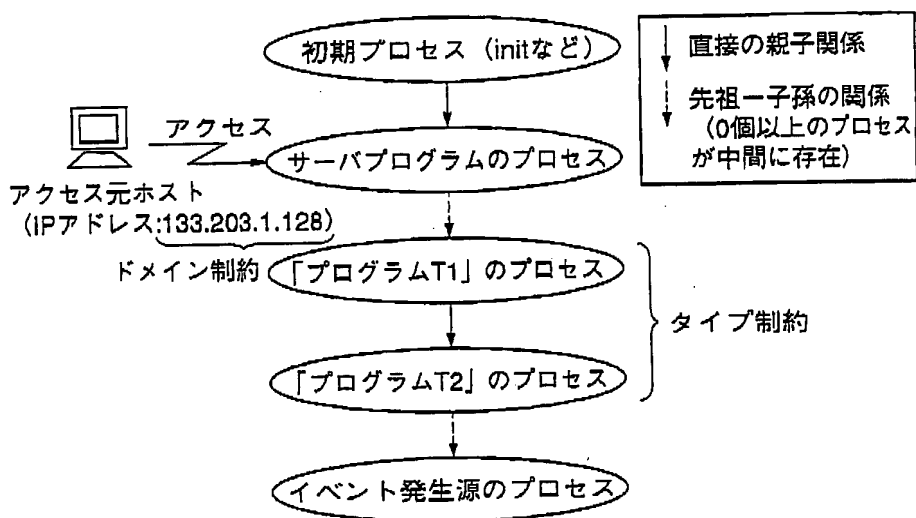 初期プロセス（initなど）
直接の親子関係
先祖ー子孫の関係
（0個以上のプロセス
が中間に存在）
アクセス
サーバプログラムのプロセス
アクセス元ホスト
（IPアドレス:133.203.1.128）
ドメイン制約
「プログラムT1」のプロセス
タイプ制約
「プログラムT2」のプロセス
イベント発生源のプロセス